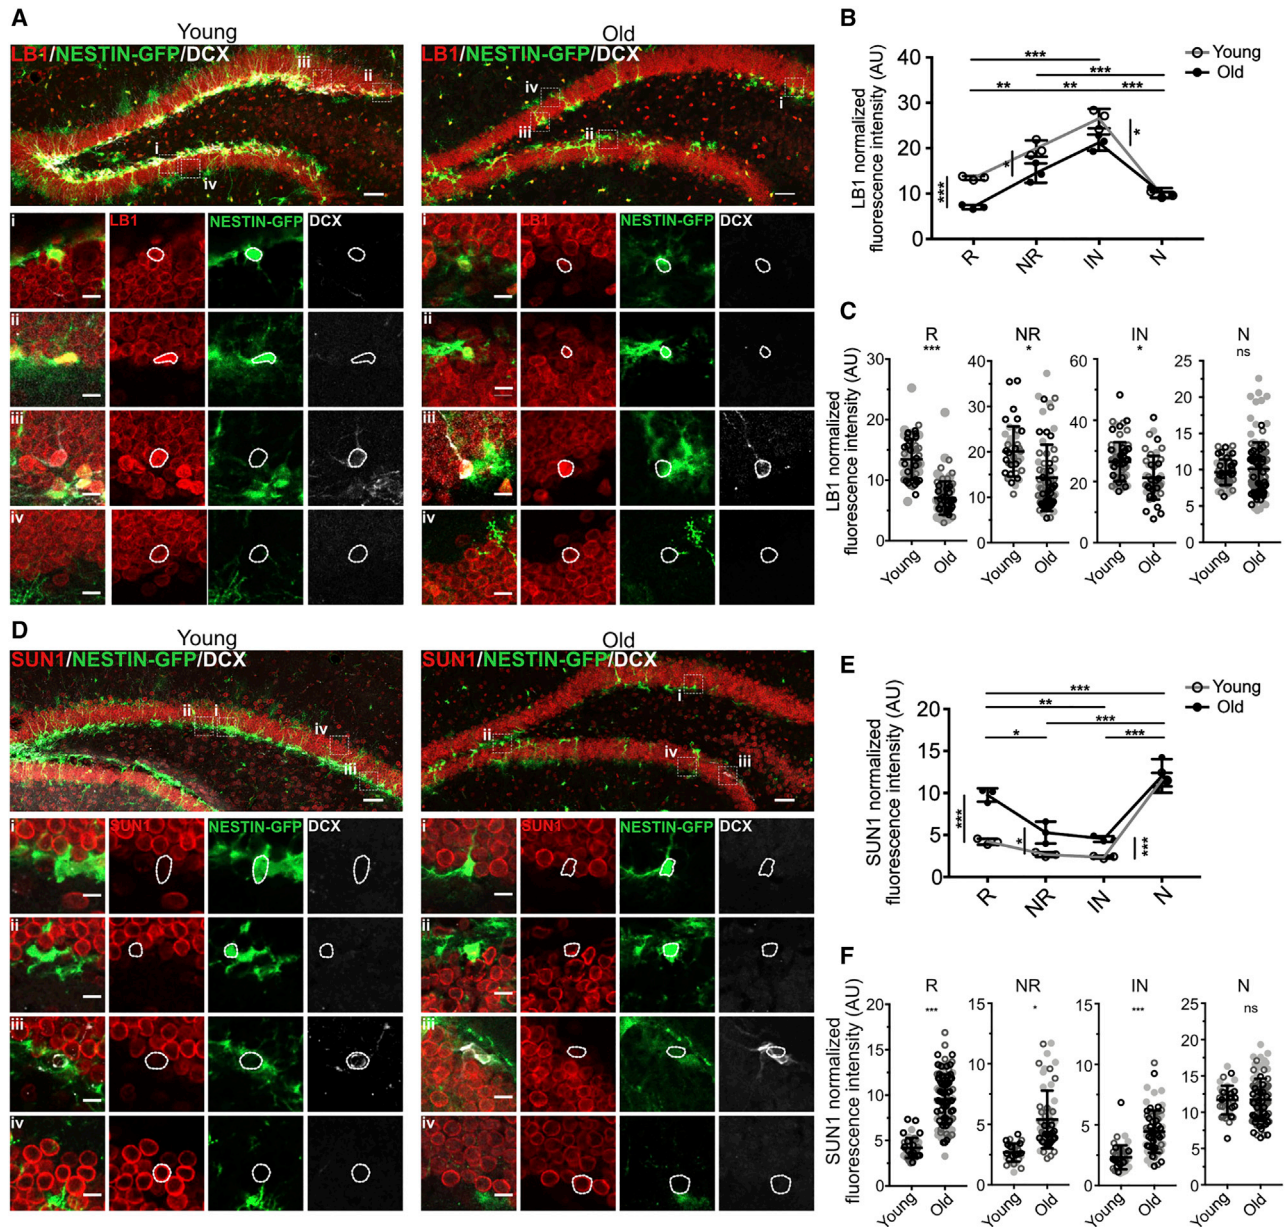 A
Young
Old
LB1/NESTIN-GFP/DCX
LB1/NESTIN-GFP/DCX
iii
ii
i
iv
iv
iii
ii
i
i
LB1
NESTIN-GFP
DCX
i
LB1
NESTIN-GFP
DCX
ii
ii
iii
iii
iv
iv
B
LB1 normalized
fluorescence intensity (AU)
Young
Old
***
***
** ** ***
***
*
*
40
30
20
10
0
R NR IN N
C
LB1 normalized
fluorescence intensity (AU)
R
***
30
20
10
0
Young Old
NR
*
40
30
20
10
0
Young Old
IN
*
60
40
20
0
Young Old
N
ns
25
20
15
10
5
0
Young Old
D
Young
Old
SUN1/NESTIN-GFP/DCX
SUN1/NESTIN-GFP/DCX
ii
i
iv
iii
i
ii
iv
iii
i
SUN1
NESTIN-GFP
DCX
i
SUN1
NESTIN-GFP
DCX
ii
ii
iii
iii
iv
iv
E
SUN1 normalized
fluorescence intensity (AU)
Young
Old
***
**
***
* ***
***
*
***
20
15
10
5
0
R NR IN N
F
SUN1 normalized
fluorescence intensity (AU)
R
***
20
15
10
5
0
Young Old
NR
*
15
10
5
0
Young Old
IN
***
15
10
5
0
Young Old
N
ns
25
20
15
10
5
0
Young Old